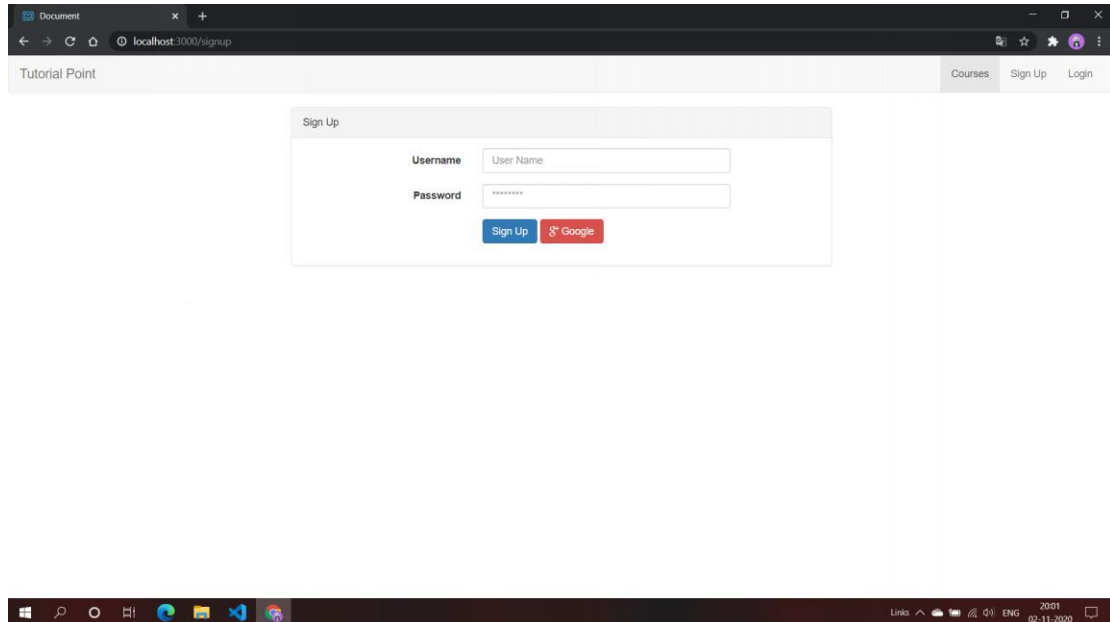 Document
localhost:3000/signup
Tutorial Point Courses Sign Up Login
Sign Up
Username User Name
Password ********
Sign Up g+ Google
Links ENG 20:01
02-11-2020